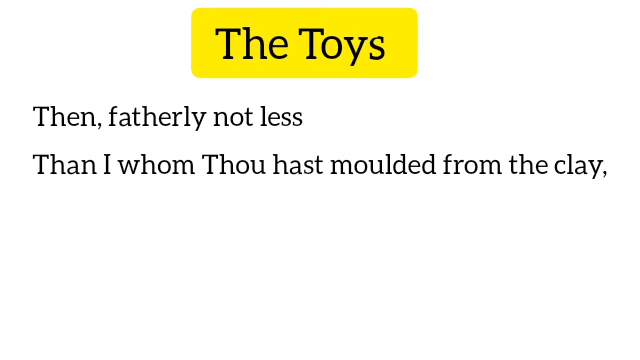 The Toys
Then, fatherly not less
Than I whom Thou hast moulded from the clay,